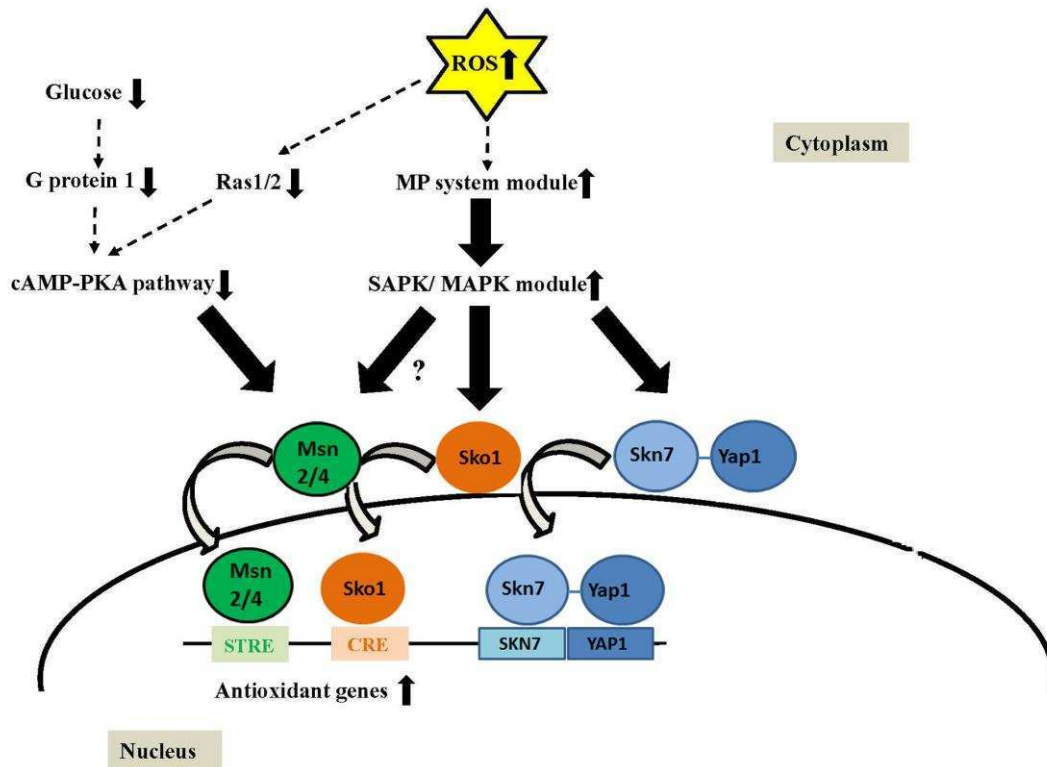 ROS
Glucose
Cytoplasm
G protein 1
Ras1/2
MP system module
cAMP-PKA pathway
SAPK/ MAPK module
?
Msn
2/4
Sko1
Skn7
Yap1
Msn
2/4
Sko1
Skn7
Yap1
STRE
CRE
SKN7
YAP1
Antioxidant genes
Nucleus